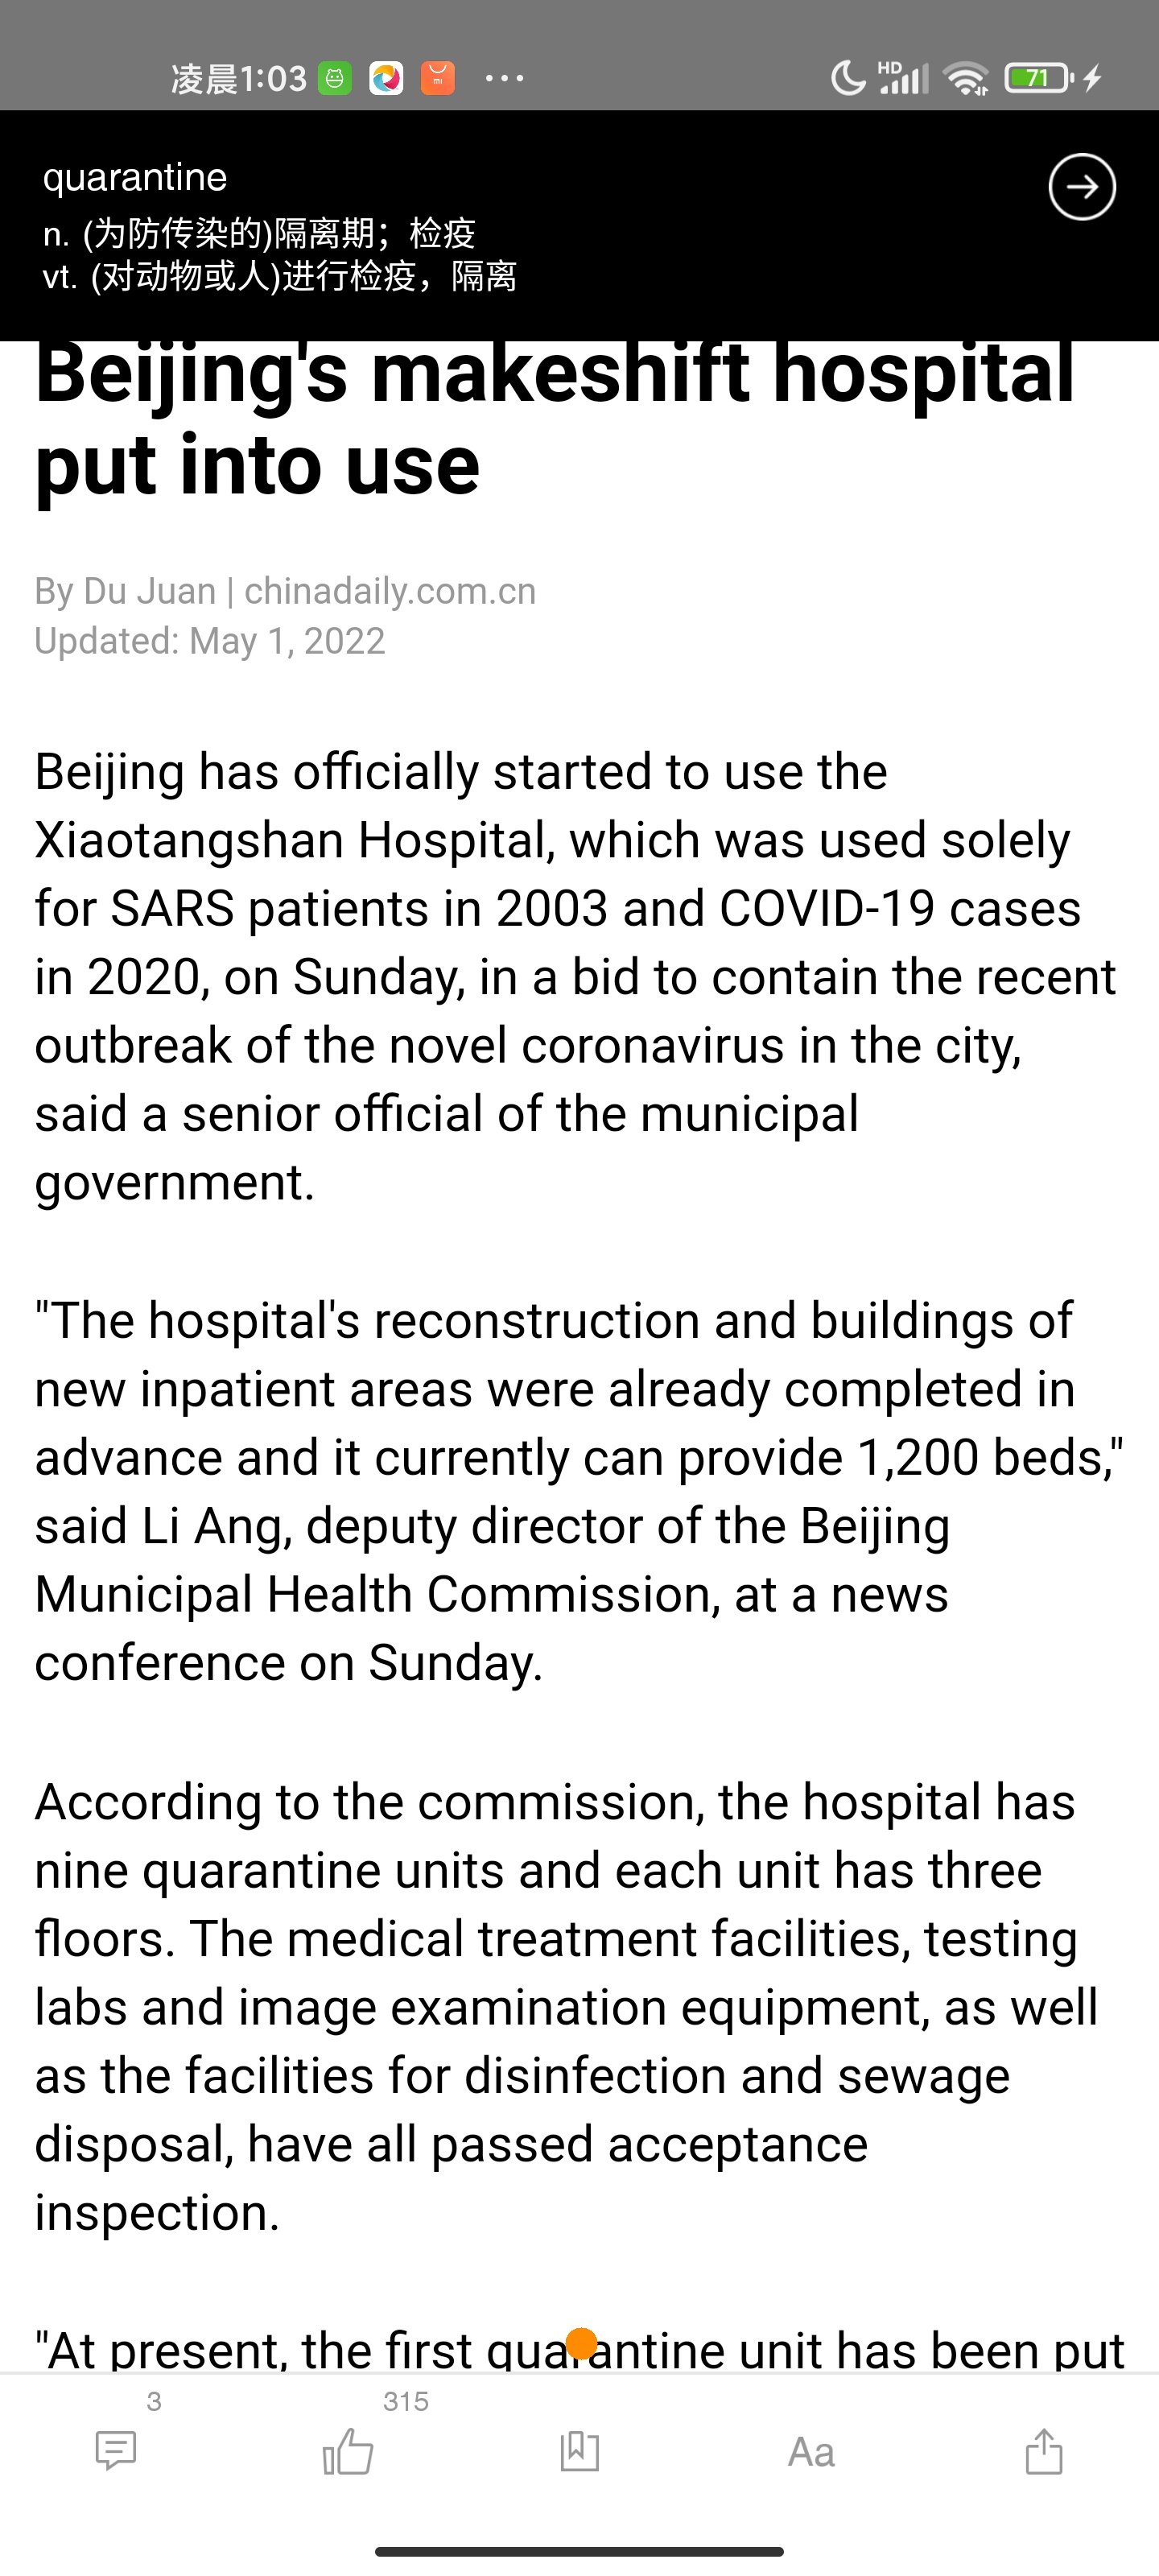 凌晨1:03 mi ... HD 71
quarantine
n. (为防传染的)隔离期；检疫
vt. (对动物或人)进行检疫，隔离
Beijing's makeshift hospital
put into use
By Du Juan | chinadaily.com.cn
Updated: May 1, 2022
Beijing has officially started to use the
Xiaotangshan Hospital, which was used solely
for SARS patients in 2003 and COVID-19 cases
in 2020, on Sunday, in a bid to contain the recent
outbreak of the novel coronavirus in the city,
said a senior official of the municipal
government.
"The hospital's reconstruction and buildings of
new inpatient areas were already completed in
advance and it currently can provide 1,200 beds,"
said Li Ang, deputy director of the Beijing
Municipal Health Commission, at a news
conference on Sunday.
According to the commission, the hospital has
nine quarantine units and each unit has three
floors. The medical treatment facilities, testing
labs and image examination equipment, as well
as the facilities for disinfection and sewage
disposal, have all passed acceptance
inspection.
"At present, the first quarantine unit has been put
3 315
Aa